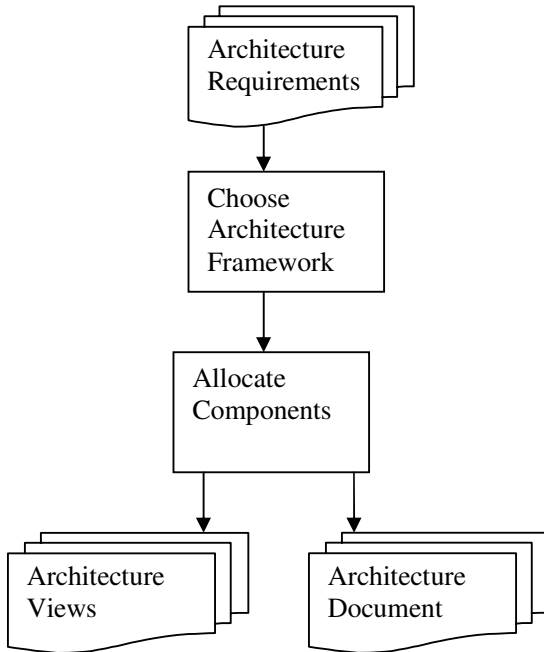 Architecture
Requirements
Choose
Architecture
Framework
Allocate
Components
Architecture
Views
Architecture
Document